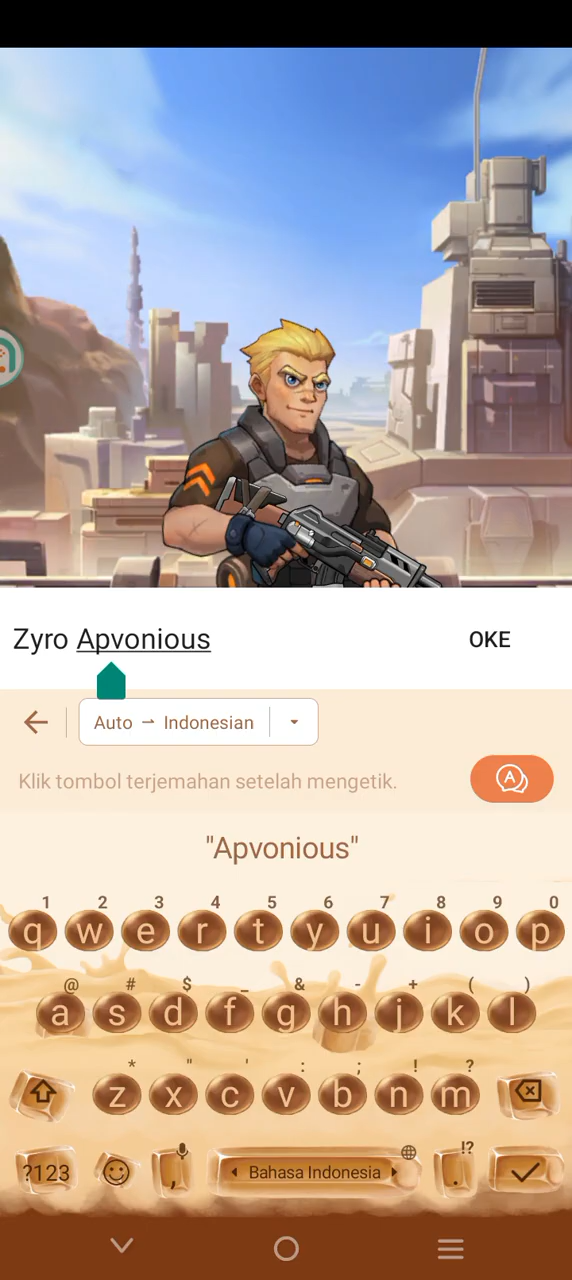 Zyro Apvonious
OKE
Auto → Indonesian
Klik tombol terjemahan setelah mengetik.
A
"Apvonious"
1 2 3 4 5 6 7 8 9 0
q w e r t y u i o p
@ # $ _ & - + ( )
a s d f g h j k l
* " ' : ; ! ?
z x c v b n m
!?
?123 , Bahasa Indonesia .